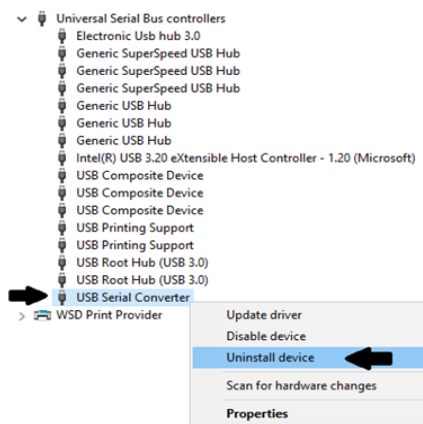 Universal Serial Bus controllers
Electronic Usb hub 3.0
Generic SuperSpeed USB Hub
Generic SuperSpeed USB Hub
Generic SuperSpeed USB Hub
Generic USB Hub
Generic USB Hub
Generic USB Hub
Intel(R) USB 3.20 eXtensible Host Controller - 1.20 (Microsoft)
USB Composite Device
USB Composite Device
USB Composite Device
USB Printing Support
USB Printing Support
USB Root Hub (USB 3.0)
USB Root Hub (USB 3.0)
USB Serial Converter
WSD Print Provider
Update driver
Disable device
Uninstall device
Scan for hardware changes
Properties